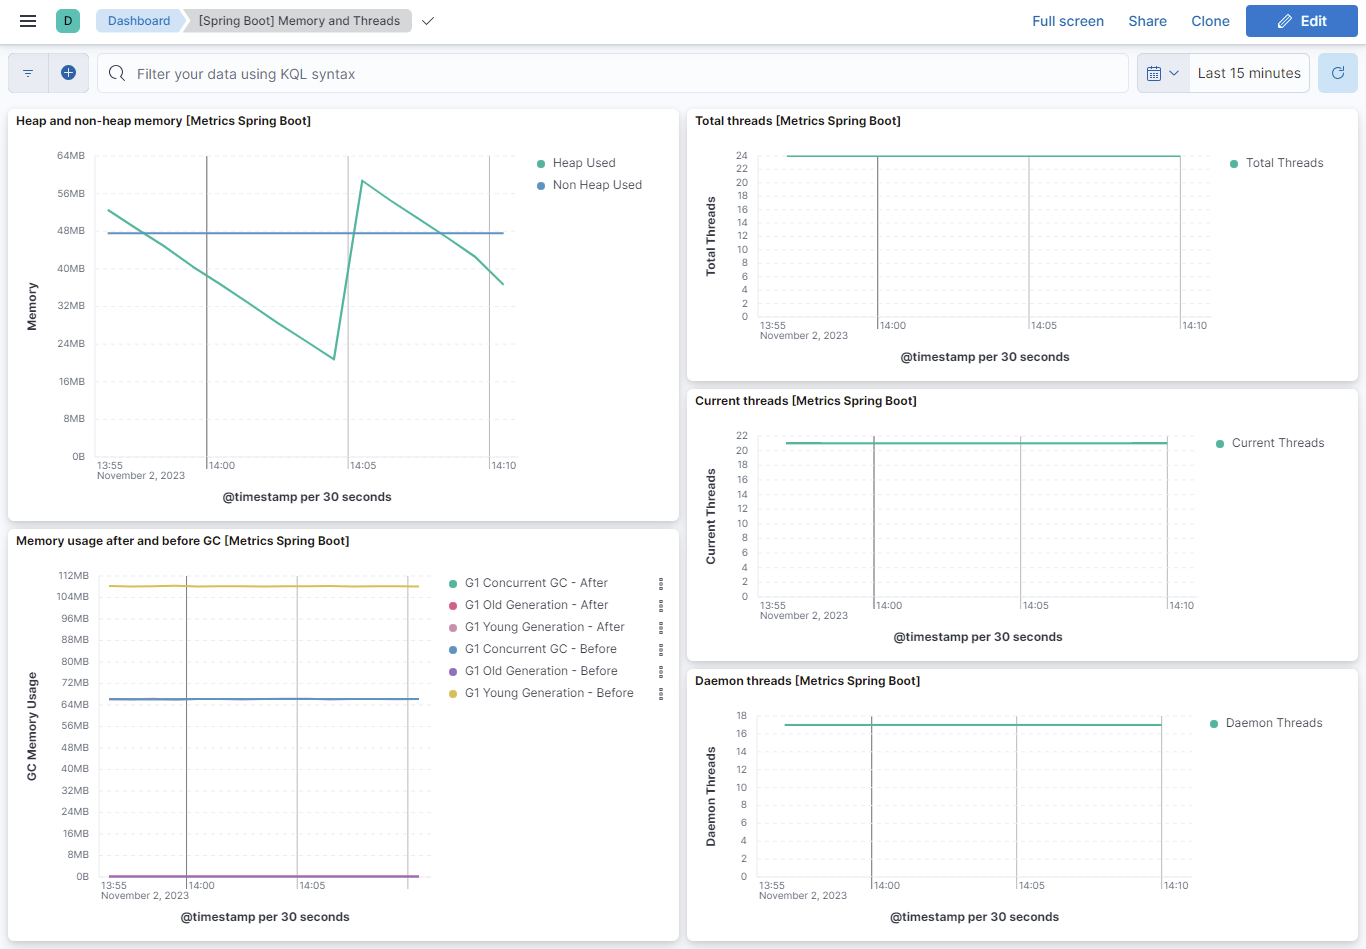 D
Dashboard
[Spring Boot] Memory and Threads
Full screen
Share
Clone
Edit
Filter your data using KQL syntax
Last 15 minutes
Heap and non-heap memory [Metrics Spring Boot]
64MB
56MB
48MB
40MB
32MB
24MB
16MB
8MB
0B
Memory
13:55
November 2, 2023
14:00
14:05
14:10
@timestamp per 30 seconds
Heap Used
Non Heap Used
Total threads [Metrics Spring Boot]
24
22
20
18
16
14
12
10
8
6
4
2
0
Total Threads
13:55
November 2, 2023
14:00
14:05
14:10
@timestamp per 30 seconds
Total Threads
Current threads [Metrics Spring Boot]
22
20
18
16
14
12
10
8
6
4
2
0
Current Threads
13:55
November 2, 2023
14:00
14:05
14:10
@timestamp per 30 seconds
Current Threads
Memory usage after and before GC [Metrics Spring Boot]
112MB
104MB
96MB
88MB
80MB
72MB
64MB
56MB
48MB
40MB
32MB
24MB
16MB
8MB
0B
GC Memory Usage
13:55
November 2, 2023
14:00
14:05
@timestamp per 30 seconds
G1 Concurrent GC - After
G1 Old Generation - After
G1 Young Generation - After
G1 Concurrent GC - Before
G1 Old Generation - Before
G1 Young Generation - Before
Daemon threads [Metrics Spring Boot]
18
16
14
12
10
8
6
4
2
0
Daemon Threads
13:55
November 2, 2023
14:00
14:05
14:10
@timestamp per 30 seconds
Daemon Threads